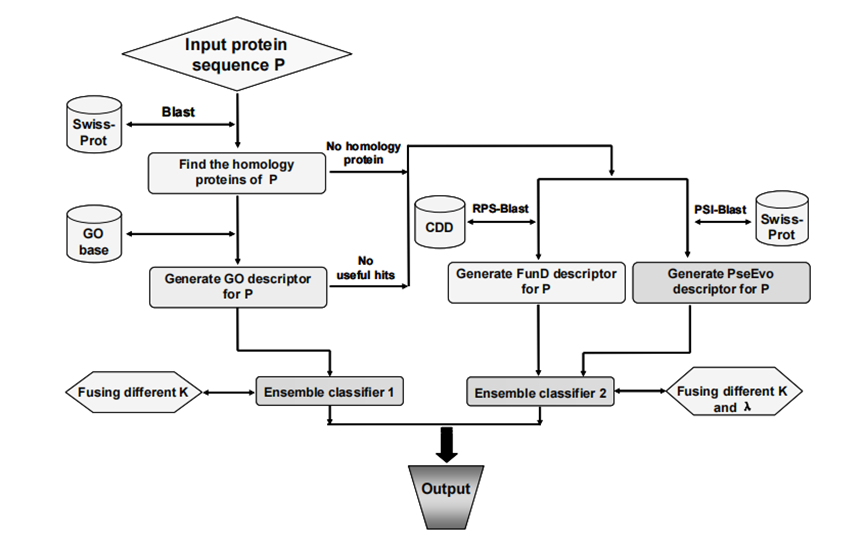 Input protein
sequence P
Blast
Swiss-
Prot
Find the homology
proteins of P
No homology
protein
GO
base
Generate GO descriptor
for P
No
useful hits
CDD
RPS-Blast
PSI-Blast
Swiss-
Prot
Generate FunD descriptor
for P
Generate PseEvo
descriptor for P
Fusing different K
Ensemble classifier 1
Ensemble classifier 2
Fusing different K
and λ
Output